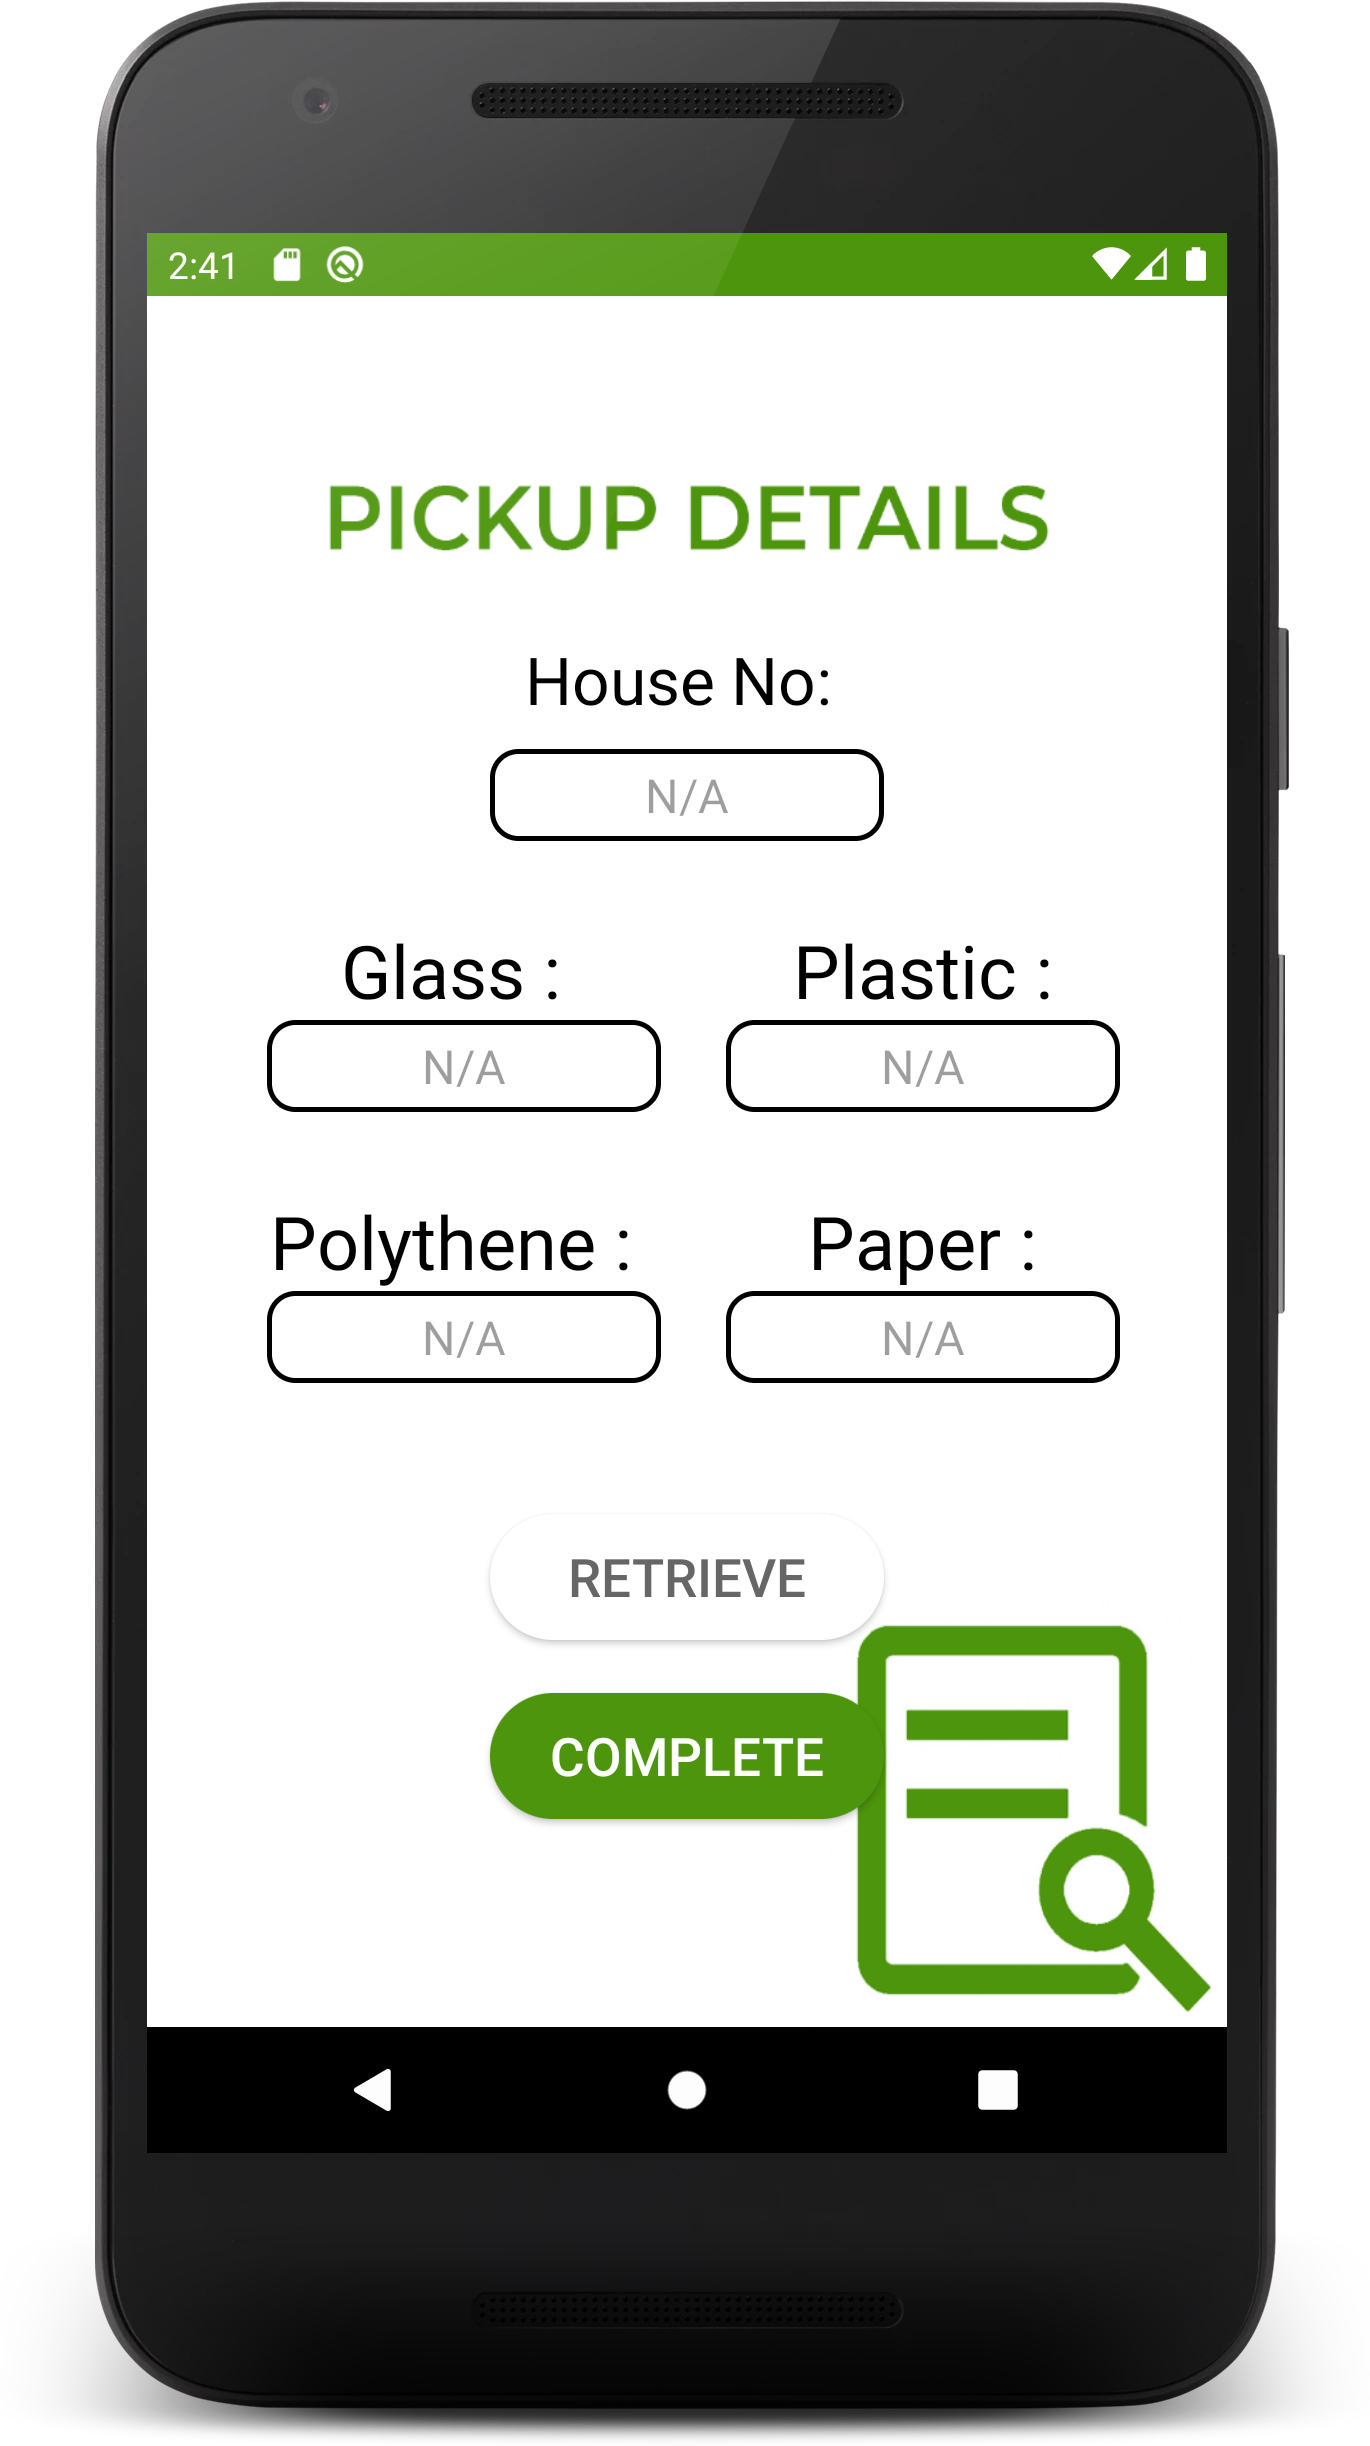 2:41
PICKUP DETAILS
House No:
N/A
Glass : Plastic :
N/A N/A
Polythene : Paper :
N/A N/A
RETRIEVE
COMPLETE